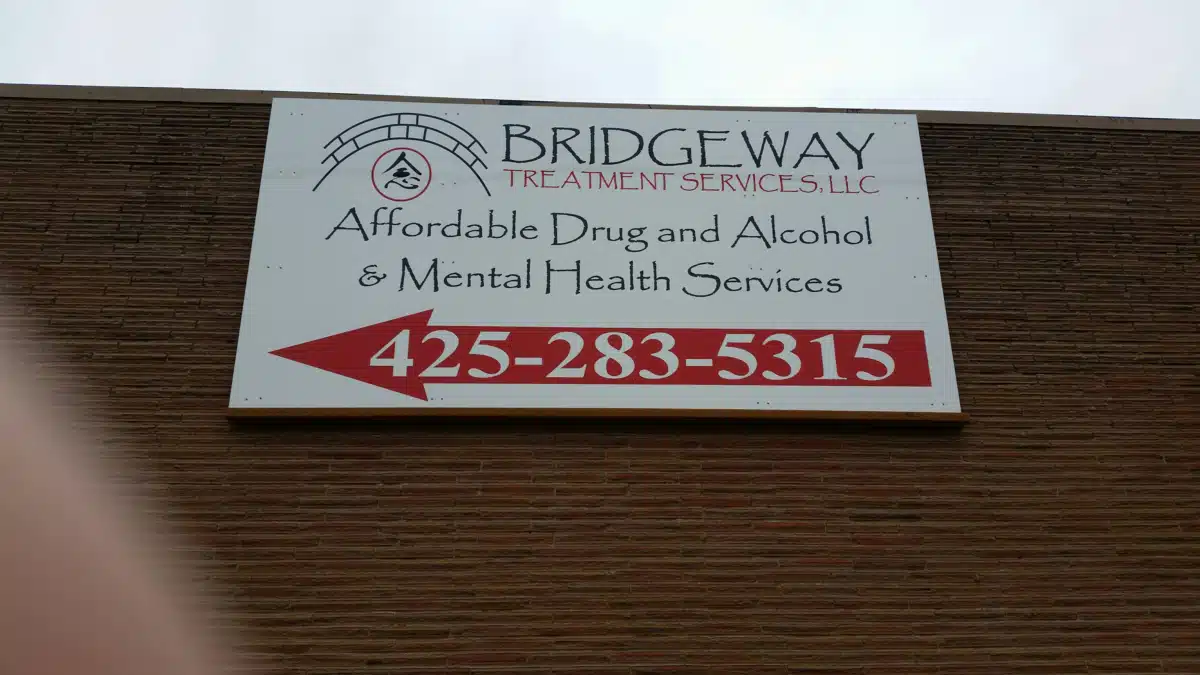 BRIDGEWAY
TREATMENT SERVICES, LLC
Affordable Drug and Alcohol
& Mental Health Services
425-283-5315